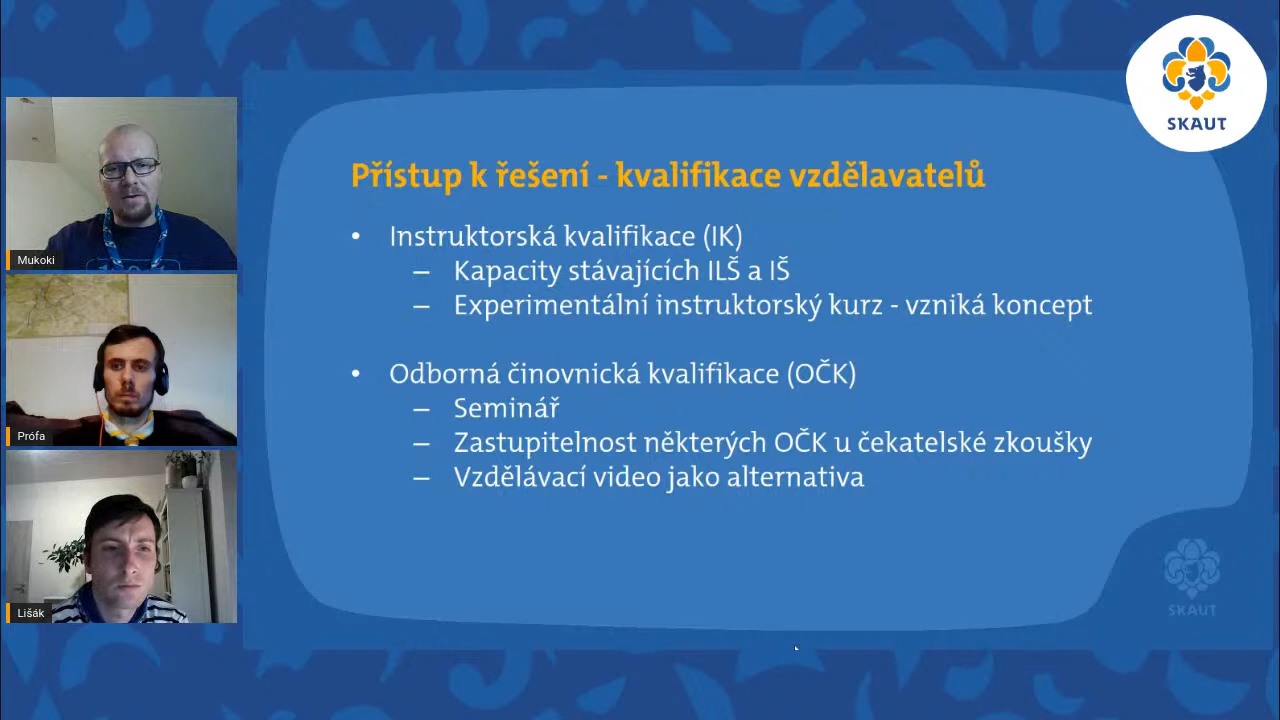 SKAUT
Přístup k řešení - kvalifikace vzdělavatelů
• Instruktorská kvalifikace (IK)
– Kapacity stávajících ILŠ a IŠ
– Experimentální instruktorský kurz - vzniká koncept
• Odborná činovnická kvalifikace (OČK)
– Seminář
– Zastupitelnost některých OČK u čekatelské zkoušky
– Vzdělávací video jako alternativa
Mukoki
Prófa
Lišák
SKAUT